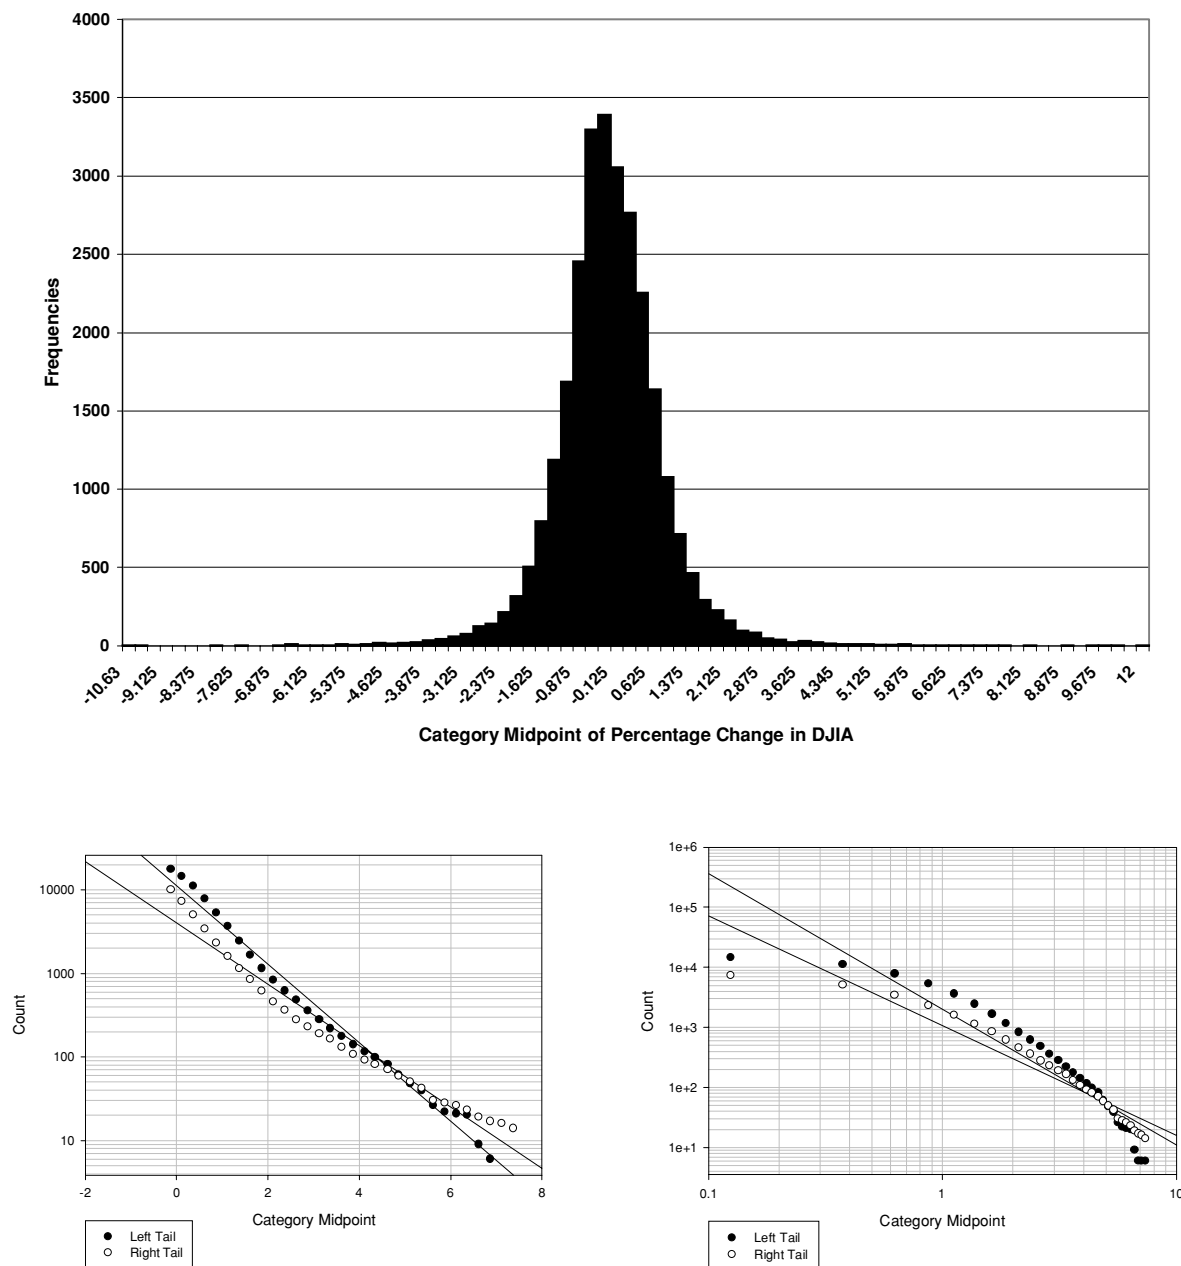 4000
3500
3000
2500
2000
1500
1000
500
0
Frequencies
-10.63
-9.125
-8.375
-7.625
-6.875
-6.125
-5.375
-4.625
-3.875
-3.125
-2.375
-1.625
-0.875
-0.125
0.625
1.375
2.125
2.875
3.625
4.345
5.125
5.875
6.625
7.375
8.125
8.875
9.675
12
Category Midpoint of Percentage Change in DJIA
10000
1000
100
10
Count
-2 0 2 4 6 8
Category Midpoint
Left Tail
Right Tail
1e+6
1e+5
1e+4
1e+3
1e+2
1e+1
Count
0.1 1 10
Category Midpoint
Left Tail
Right Tail